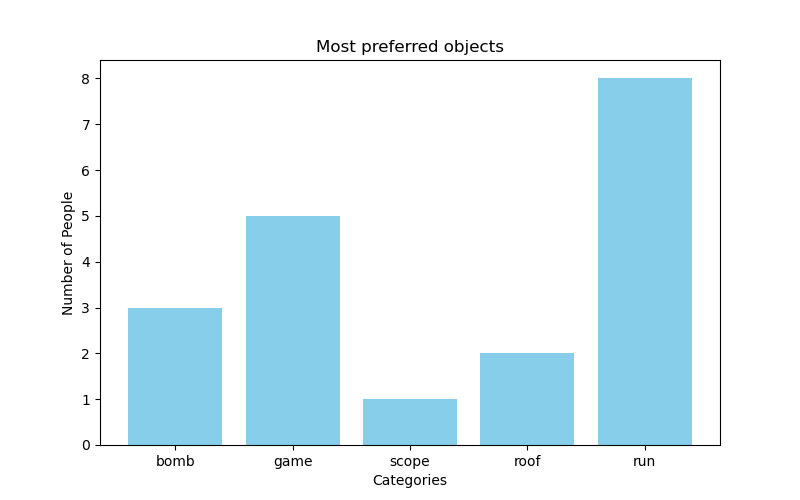 Most preferred objects
Number of People
8
7
6
5
4
3
2
1
0
bomb game scope roof run
Categories